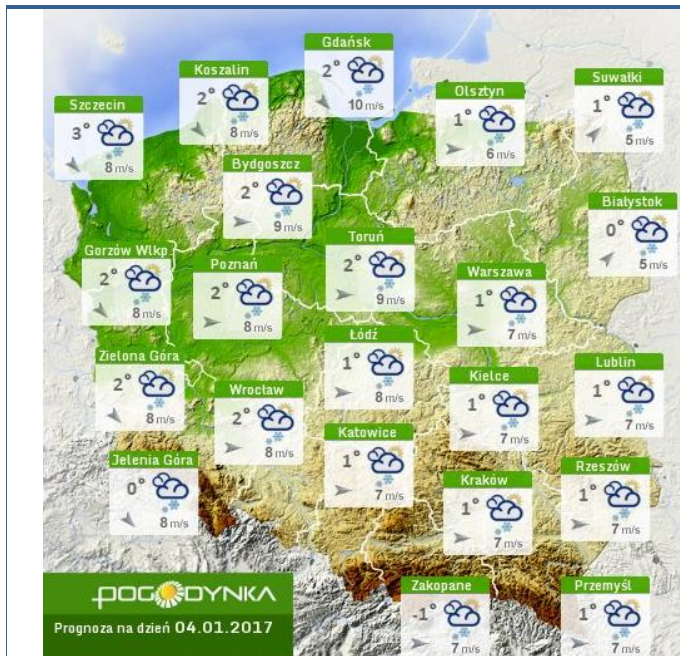 Gdańsk
2°
10 m/s
Koszalin
2°
8 m/s
Suwałki
1°
5 m/s
Olsztyn
1°
6 m/s
Szczecin
3°
8 m/s
Bydgoszcz
2°
9 m/s
Białystok
0°
5 m/s
Toruń
2°
9 m/s
Gorzów Wlkp.
2°
8 m/s
Poznań
2°
8 m/s
Warszawa
1°
7 m/s
Łódź
1°
8 m/s
Zielona Góra
2°
8 m/s
Lublin
1°
7 m/s
Kielce
1°
7 m/s
Wrocław
2°
8 m/s
Katowice
1°
7 m/s
Jelenia Góra
0°
8 m/s
Rzeszów
1°
7 m/s
Kraków
1°
7 m/s
Zakopane
-1°
7 m/s
Przemyśl
1°
7 m/s
POGODYNKA
Prognoza na dzień 04.01.2017